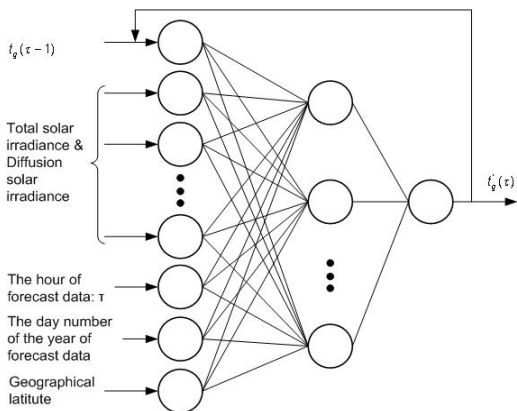 t_g(τ−1)
Total solar
irradiance &
Diffusion
solar
irradiance
The hour of
forecast data: τ
The day number
of the year of
forecast data
Geographical
latitute
t'_g(τ)